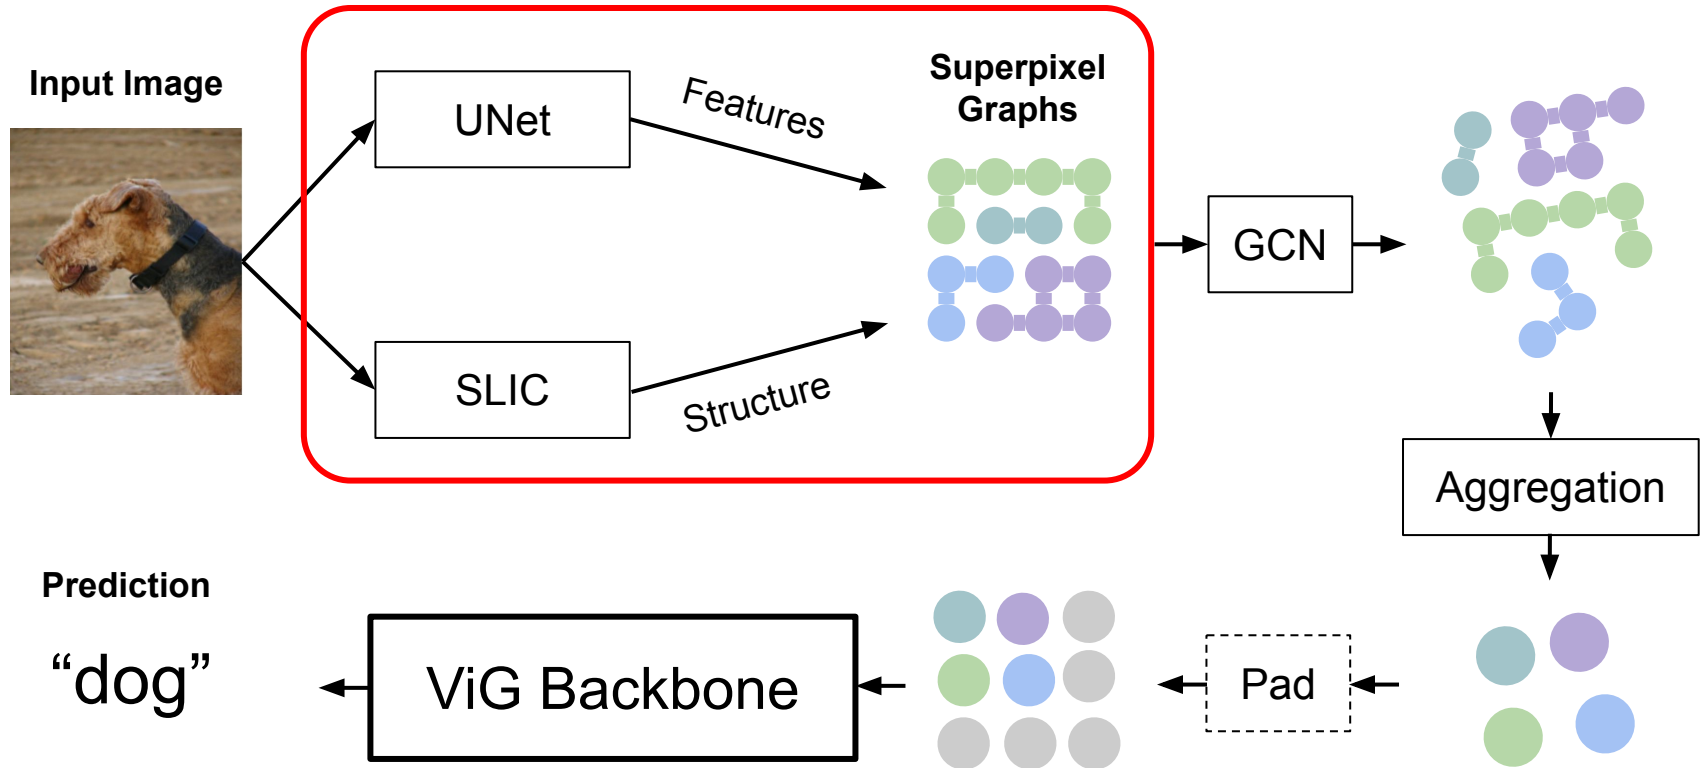 Input Image
UNet
Features
Superpixel
Graphs
GCN
SLIC
Structure
Aggregation
Prediction
“dog”
ViG Backbone
Pad